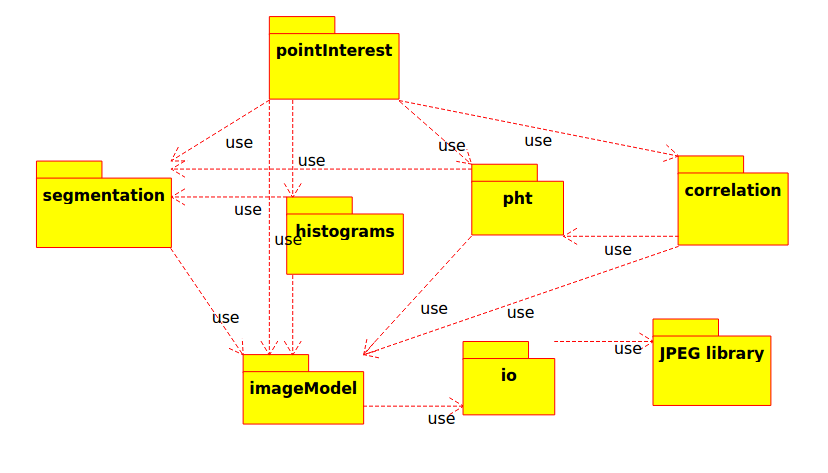 pointInterest
use
use
use
use
segmentation
pht
correlation
use
histograms
use
use
use
use
use
JPEG library
use
imageModel
io
use